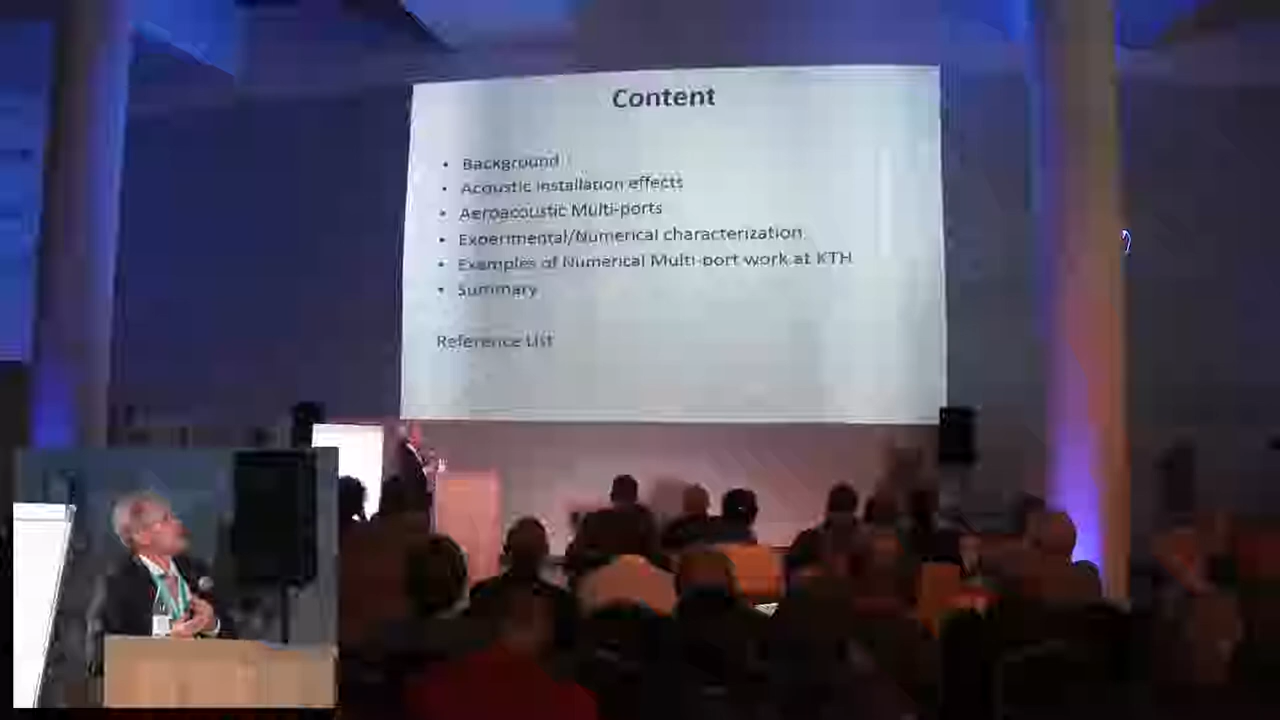 Content
• Background
• Acoustic installation effects
• Aeroacoustic Multi-ports
• Experimental/Numerical characterization
• Examples of Numerical Multi-port work at KTH
• Summary
Reference List